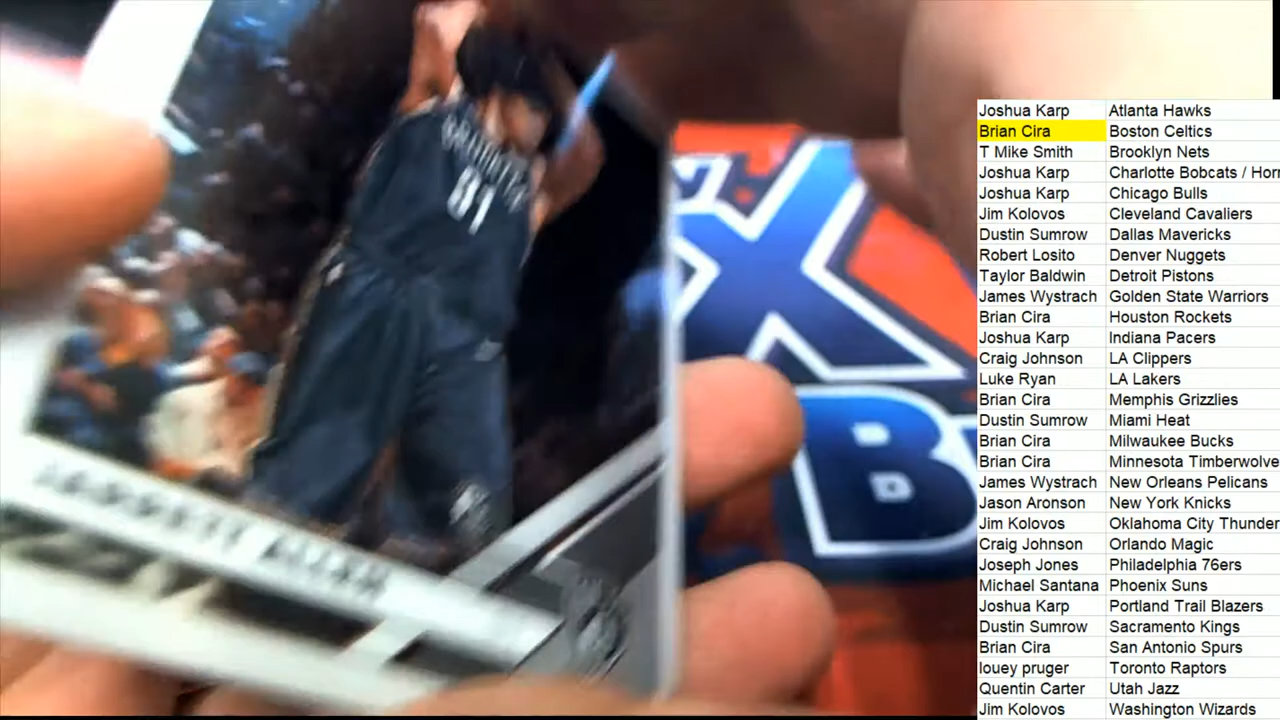 JARRETT ALLEN
X
B
Joshua Karp Atlanta Hawks
Brian Cira Boston Celtics
T Mike Smith Brooklyn Nets
Joshua Karp Charlotte Bobcats / Horn
Joshua Karp Chicago Bulls
Jim Kolovos Cleveland Cavaliers
Dustin Sumrow Dallas Mavericks
Robert Losito Denver Nuggets
Taylor Baldwin Detroit Pistons
James Wystrach Golden State Warriors
Brian Cira Houston Rockets
Joshua Karp Indiana Pacers
Craig Johnson LA Clippers
Luke Ryan LA Lakers
Brian Cira Memphis Grizzlies
Dustin Sumrow Miami Heat
Brian Cira Milwaukee Bucks
Brian Cira Minnesota Timberwolve
James Wystrach New Orleans Pelicans
Jason Aronson New York Knicks
Jim Kolovos Oklahoma City Thunder
Craig Johnson Orlando Magic
Joseph Jones Philadelphia 76ers
Michael Santana Phoenix Suns
Joshua Karp Portland Trail Blazers
Dustin Sumrow Sacramento Kings
Brian Cira San Antonio Spurs
louey pruger Toronto Raptors
Quentin Carter Utah Jazz
Jim Kolovos Washington Wizards